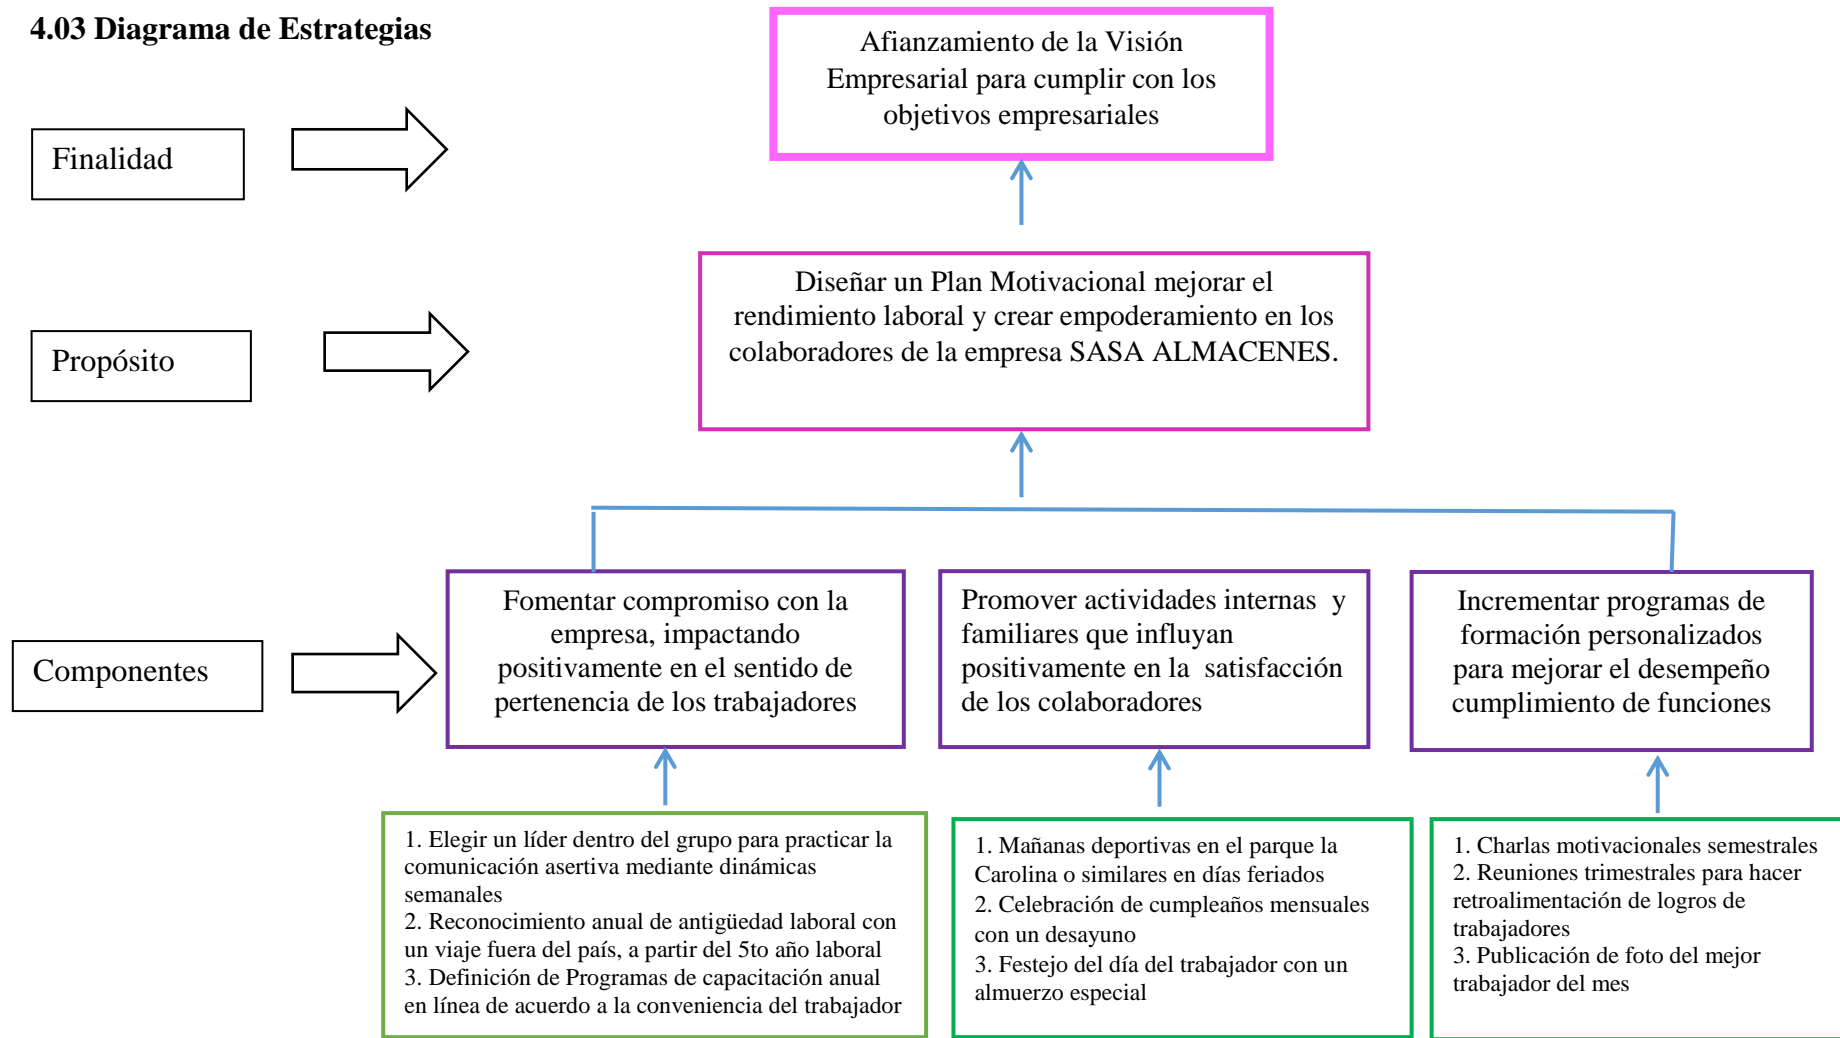 4.03 Diagrama de Estrategias
Afianzamiento de la Visión
Empresarial para cumplir con los
objetivos empresariales
Finalidad
Diseñar un Plan Motivacional mejorar el
rendimiento laboral y crear empoderamiento en los
colaboradores de la empresa SASA ALMACENES.
Propósito
Fomentar compromiso con la
empresa, impactando
positivamente en el sentido de
pertenencia de los trabajadores
Promover actividades internas y
familiares que influyan
positivamente en la satisfacción
de los colaboradores
Incrementar programas de
formación personalizados
para mejorar el desempeño
cumplimiento de funciones
Componentes
1. Elegir un líder dentro del grupo para practicar la
comunicación asertiva mediante dinámicas
semanales
2. Reconocimiento anual de antigüedad laboral con
un viaje fuera del país, a partir del 5to año laboral
3. Definición de Programas de capacitación anual
en línea de acuerdo a la conveniencia del trabajador
1. Mañanas deportivas en el parque la
Carolina o similares en días feriados
2. Celebración de cumpleaños mensuales
con un desayuno
3. Festejo del día del trabajador con un
almuerzo especial
1. Charlas motivacionales semestrales
2. Reuniones trimestrales para hacer
retroalimentación de logros de
trabajadores
3. Publicación de foto del mejor
trabajador del mes